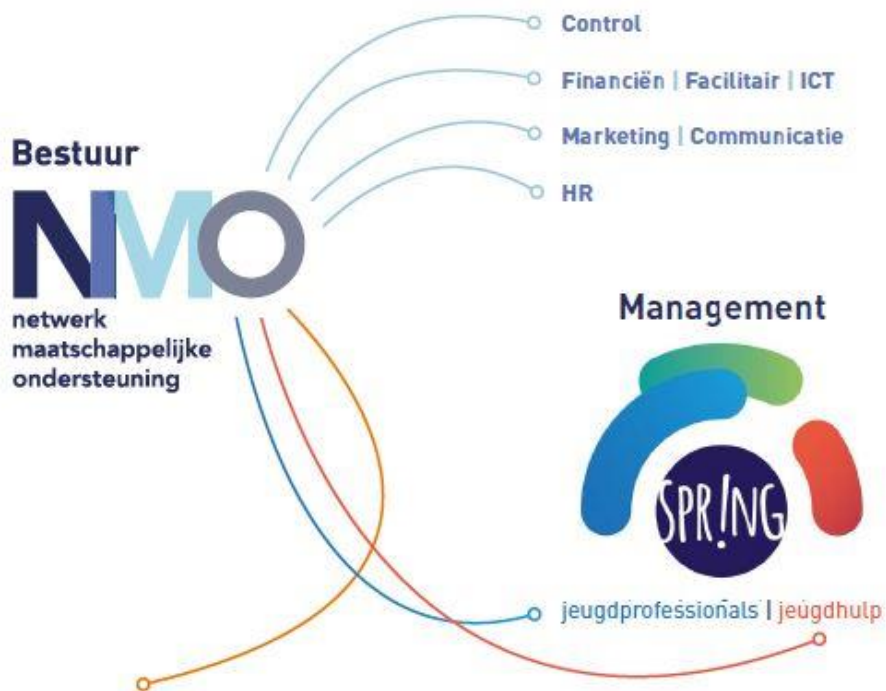 Control
Financiën | Facilitair | ICT
Marketing | Communicatie
HR
Bestuur
NMO
netwerk
maatschappelijke
ondersteuning
Management
SPR!NG
jeugdprofessionals | jeugdhulp